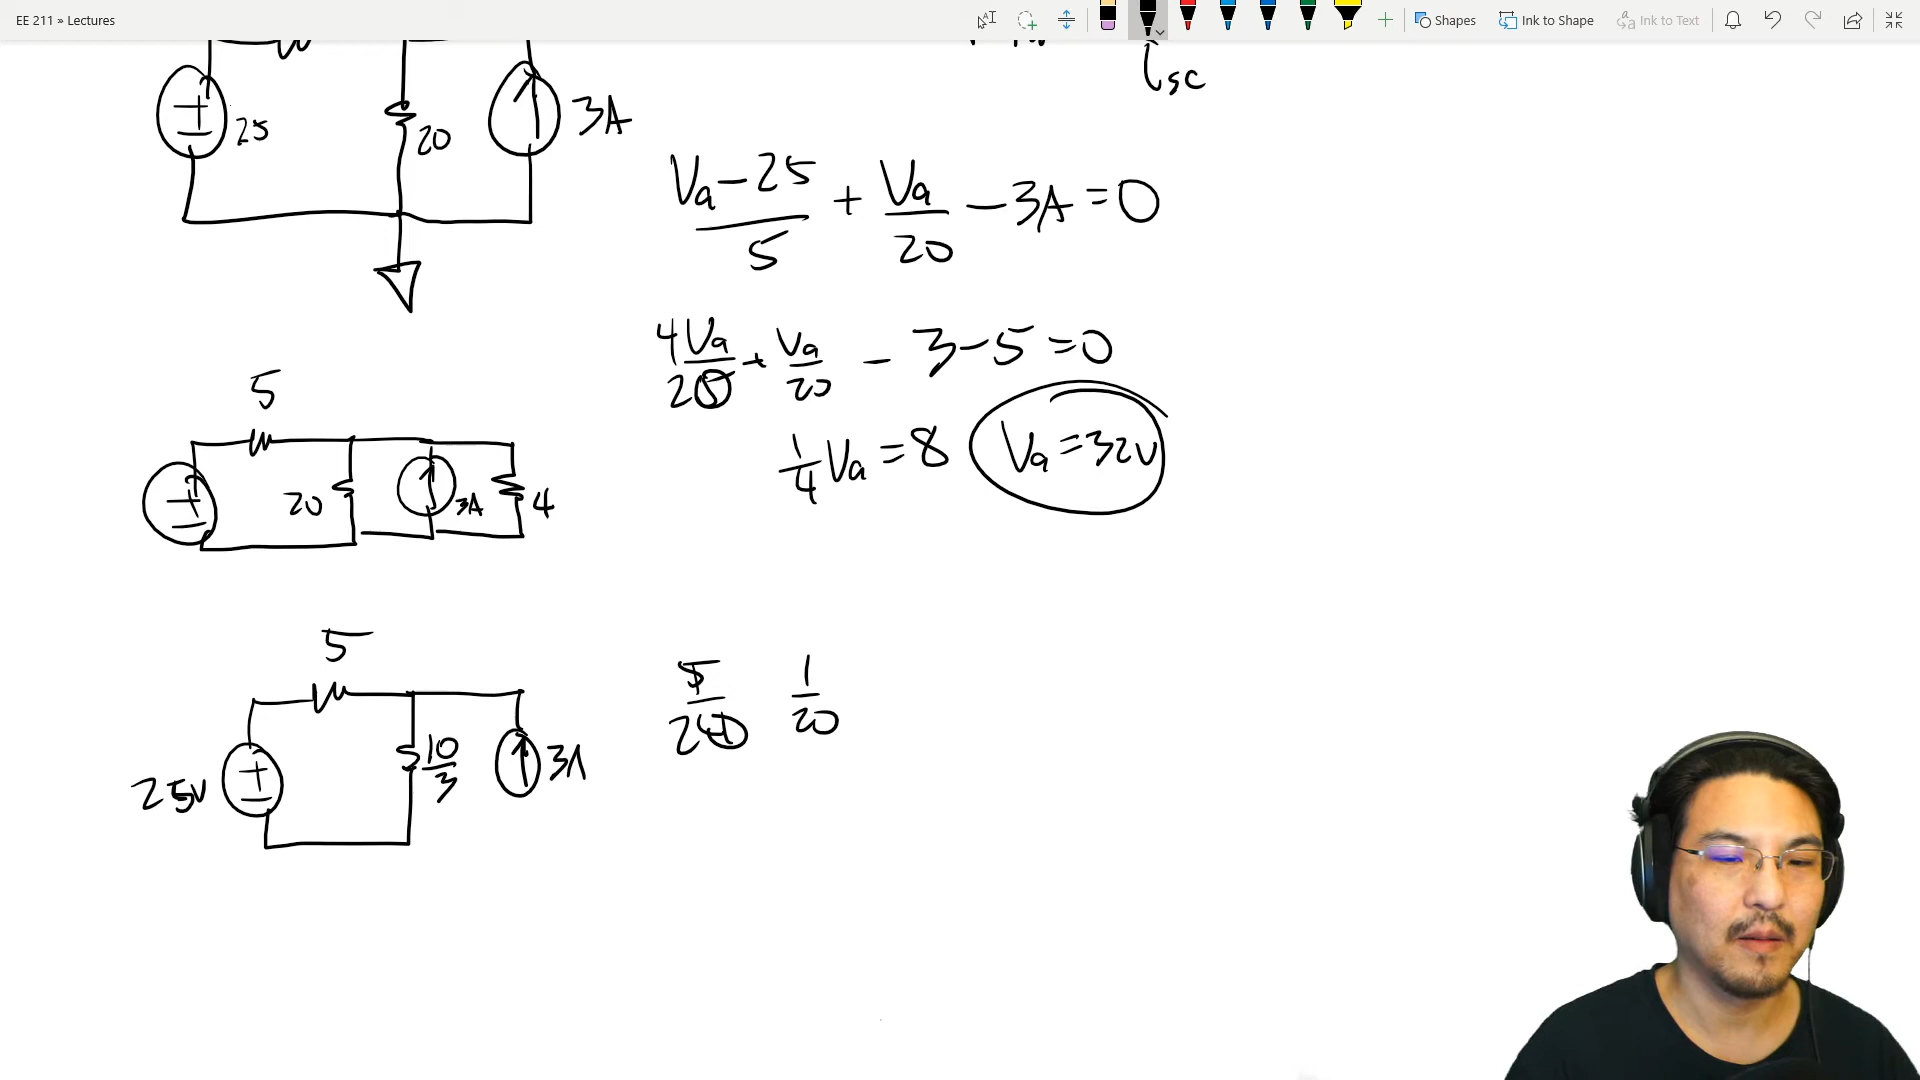 EE 211 » Lectures
Shapes
Ink to Shape
Ink to Text
isc
25
20
3A
Va-25/5 + Va/20 - 3A = 0
4Va/20 + Va/20 - 3 - 5 = 0
1/4 Va = 8
Va = 32V
5
20
3A
4
5
25V
10/3
3A
1/20